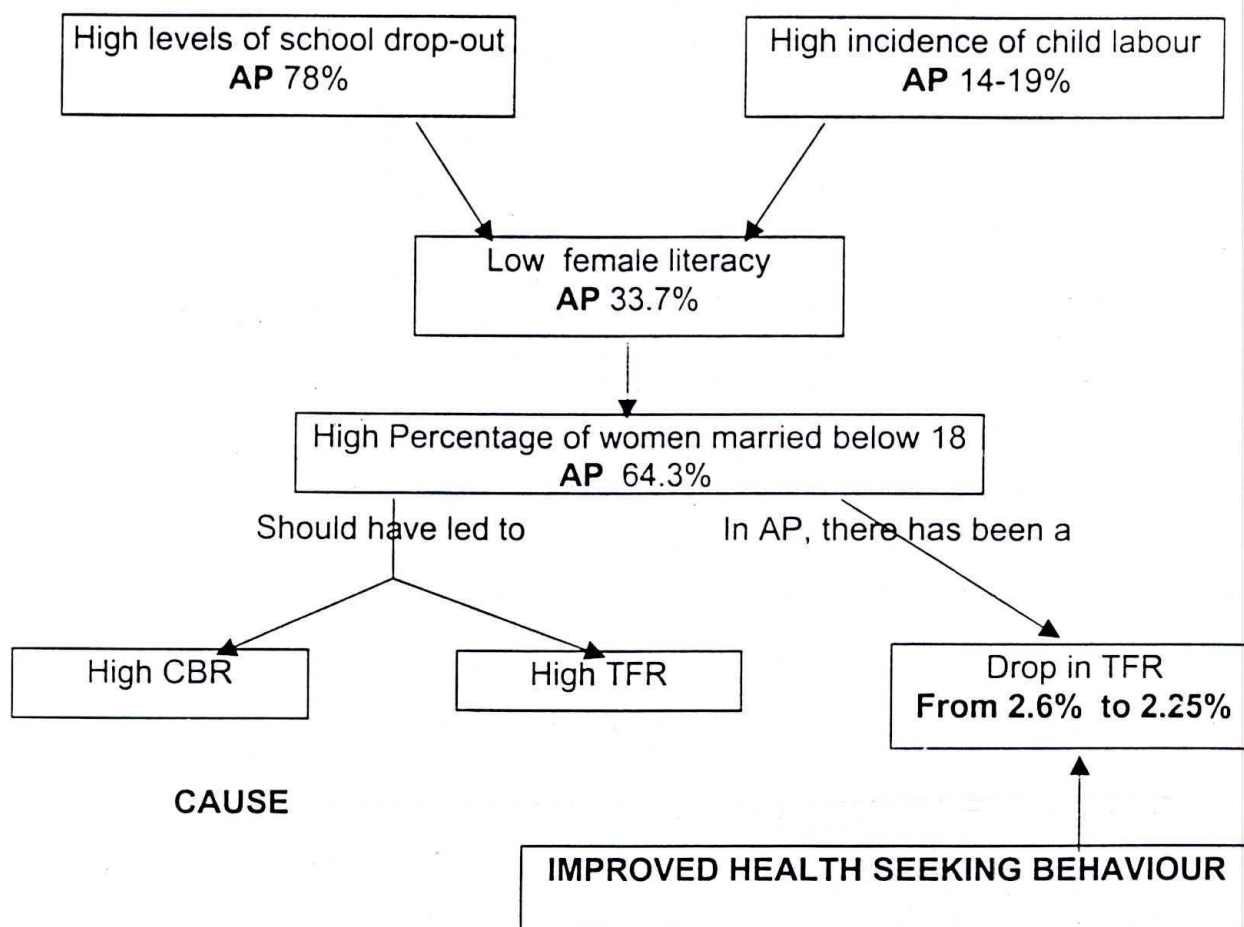 High levels of school drop-out
AP 78%
High incidence of child labour
AP 14-19%
Low female literacy
AP 33.7%
High Percentage of women married below 18
AP 64.3%
Should have led to
In AP, there has been a
High CBR
High TFR
Drop in TFR
From 2.6% to 2.25%
CAUSE
IMPROVED HEALTH SEEKING BEHAVIOUR